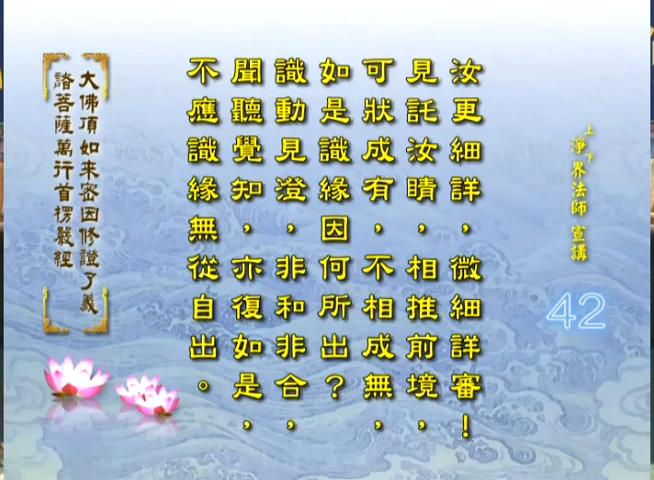 上淨下界法師 宣講
42
汝更細詳，微細詳審！
見託汝睛，相推前境，
可狀成有，不相成無，
如是識緣因何所出？
識動見澄，非和非合，
聞聽覺知，亦復如是，
不應識緣無從自出。
大佛頂如來密因修證了義
諸菩薩萬行首楞嚴經